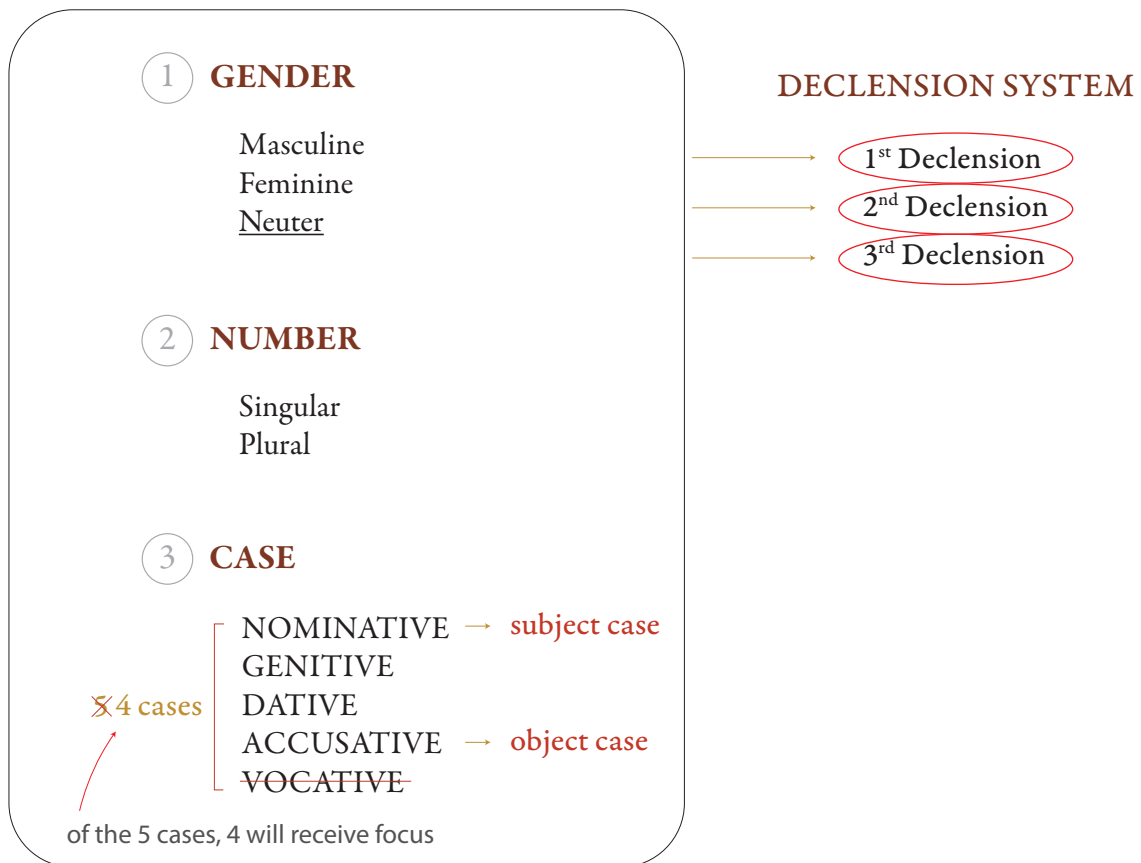 1 GENDER
Masculine
Feminine
Neuter
2 NUMBER
Singular
Plural
3 CASE
NOMINATIVE → subject case
GENITIVE
5 4 cases DATIVE
ACCUSATIVE → object case
VOCATIVE
of the 5 cases, 4 will receive focus
DECLENSION SYSTEM
1st Declension
2nd Declension
3rd Declension